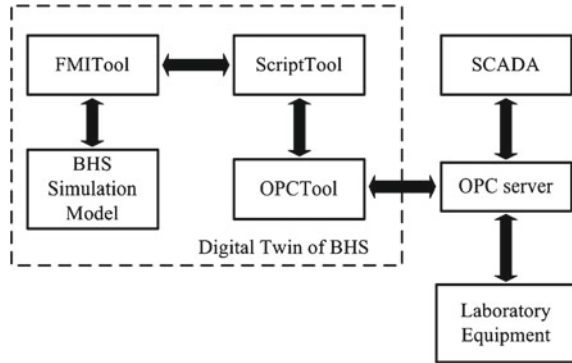 FMITool
ScriptTool
SCADA
BHS
Simulation
Model
OPCTool
OPC server
Digital Twin of BHS
Laboratory
Equipment